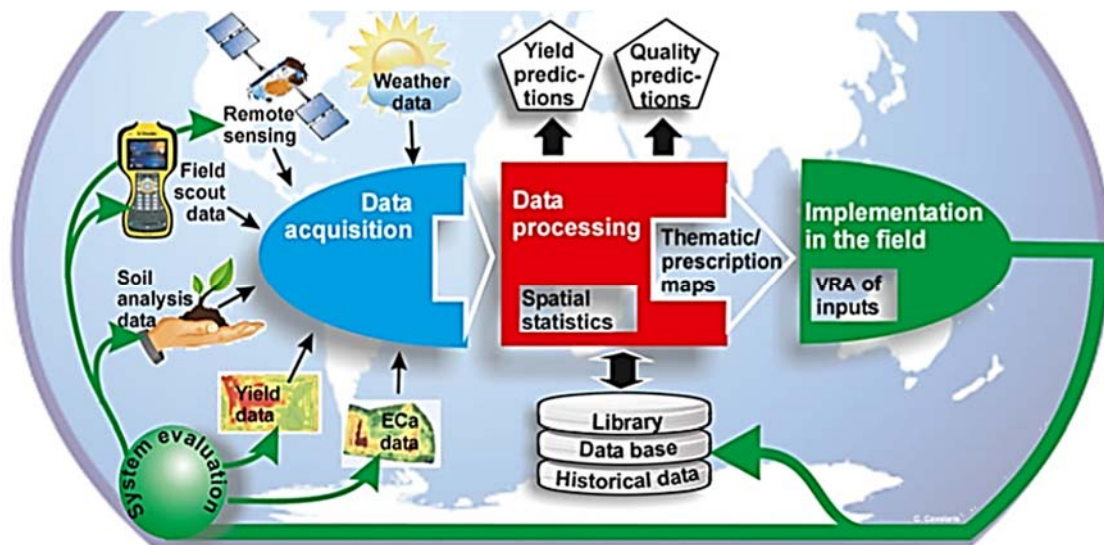 Remote
sensing
Weather
data
Yield
predic-
tions
Quality
predic-
tions
Field
scout
data
Data
acquisition
Data
processing
Thematic/
prescription
maps
Spatial
statistics
Implementation
in the field
VRA of
inputs
Soil
analysis
data
Yield
data
ECa
data
Library
Data base
Historical data
System evaluation
C. Cavalaris